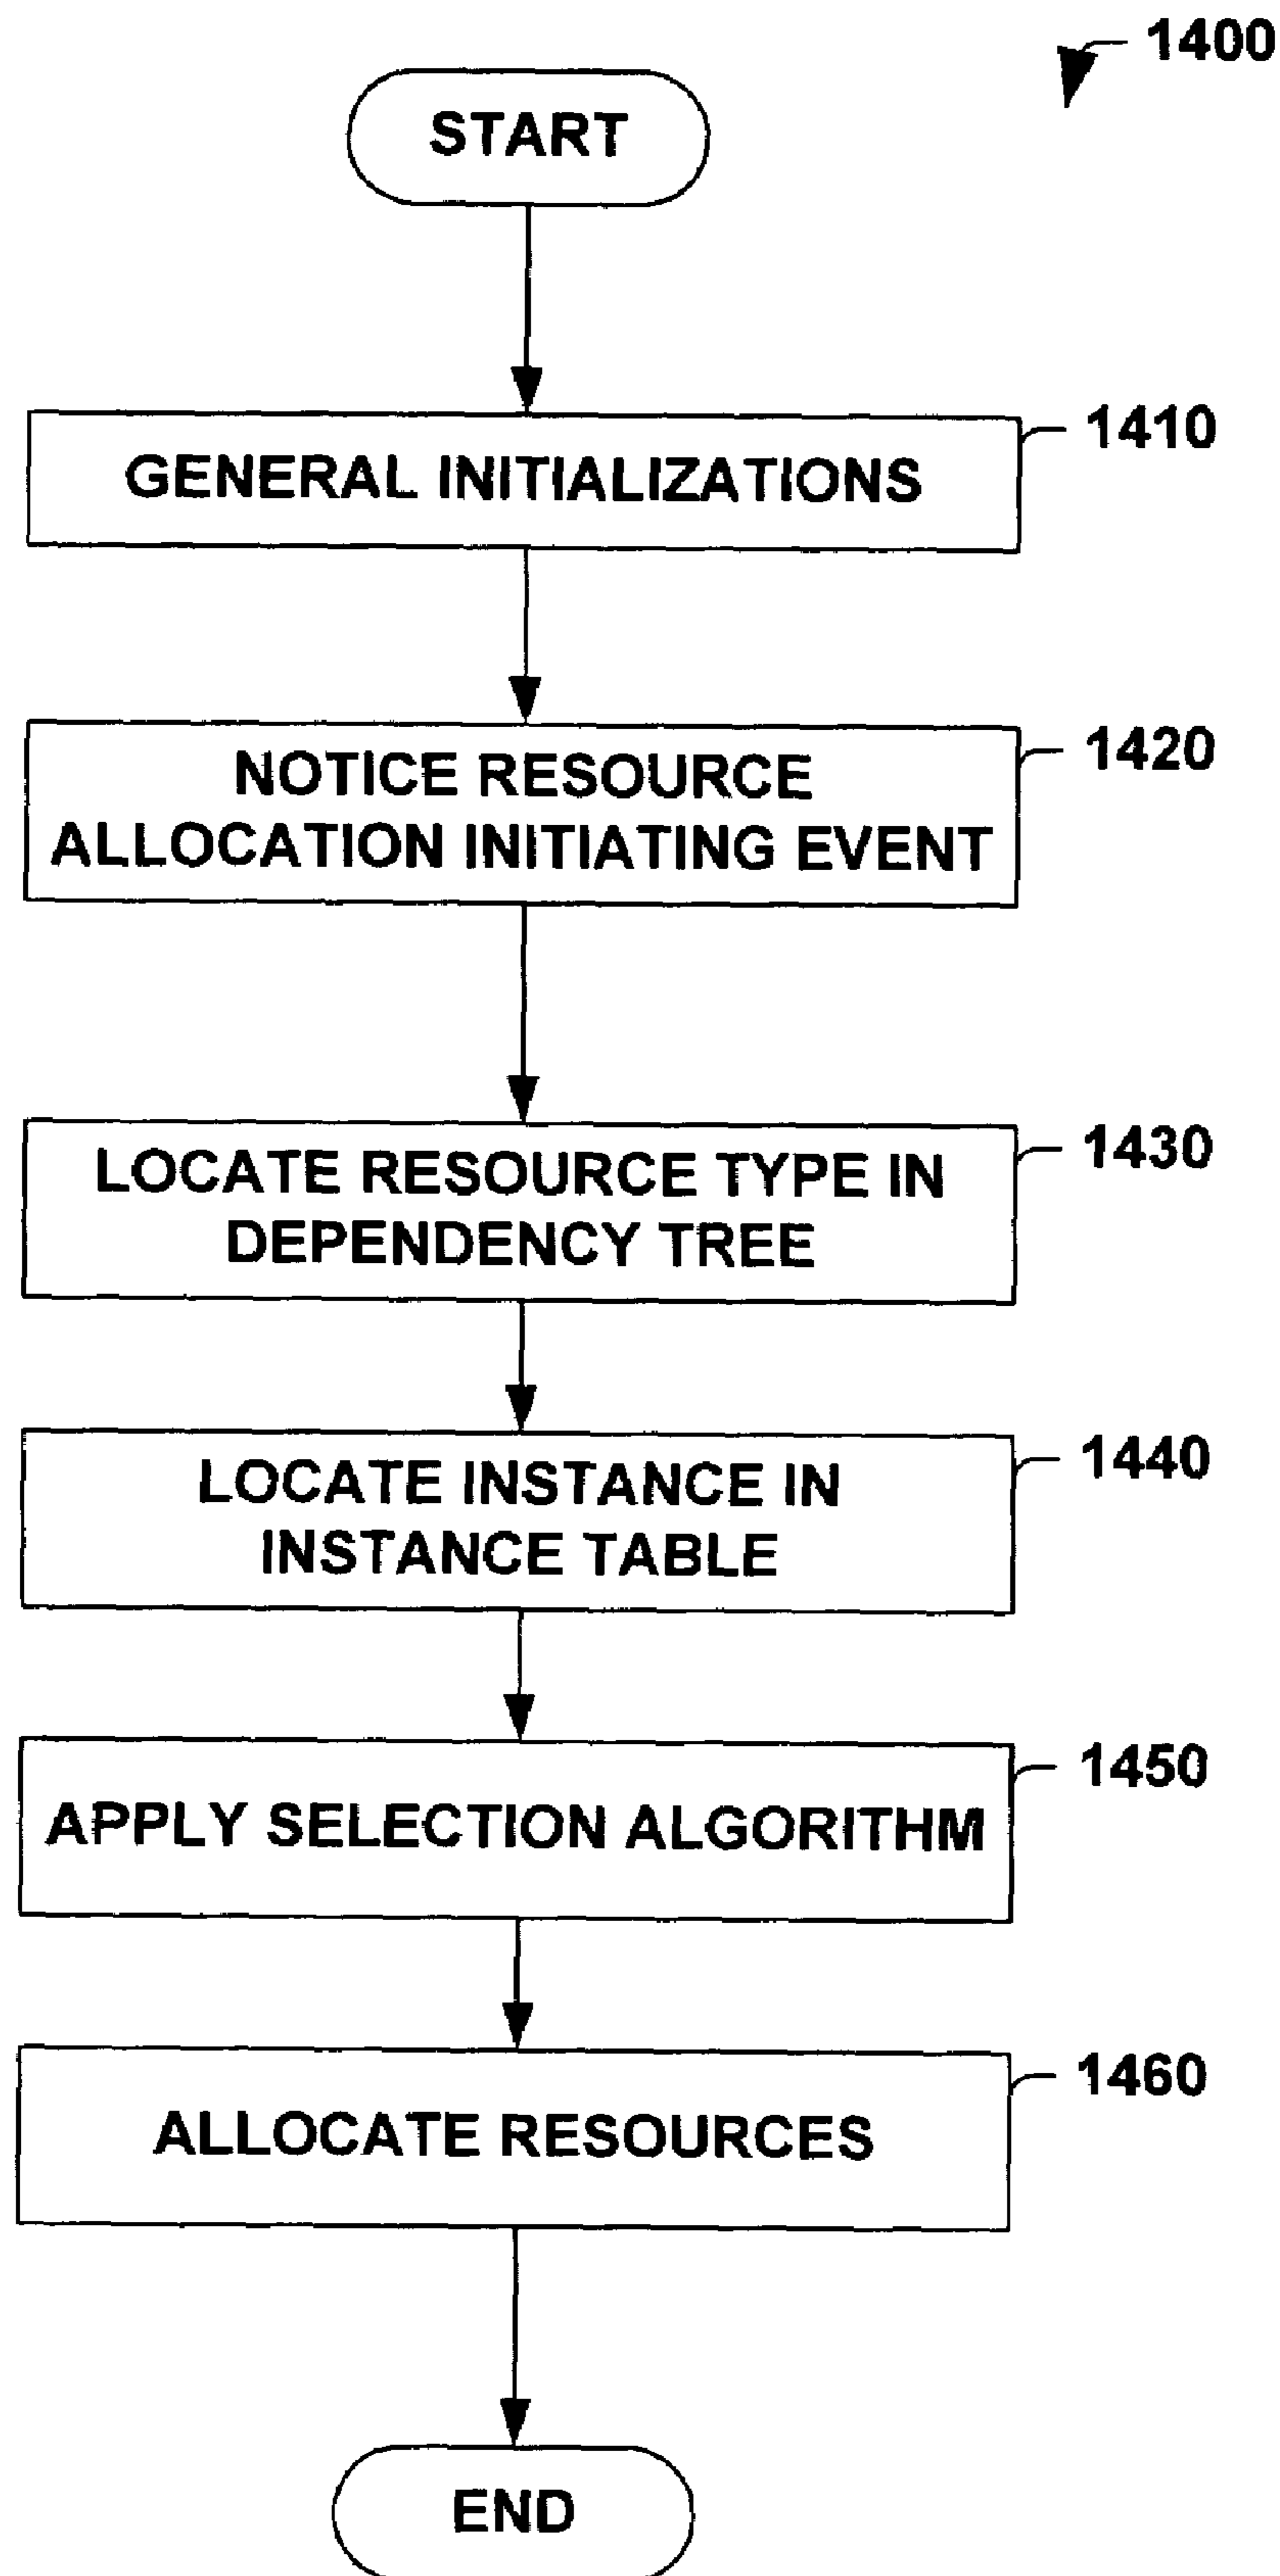 1400
START
GENERAL INITIALIZATIONS
1410
NOTICE RESOURCE
ALLOCATION INITIATING EVENT
1420
LOCATE RESOURCE TYPE IN
DEPENDENCY TREE
1430
LOCATE INSTANCE IN
INSTANCE TABLE
1440
APPLY SELECTION ALGORITHM
1450
ALLOCATE RESOURCES
1460
END